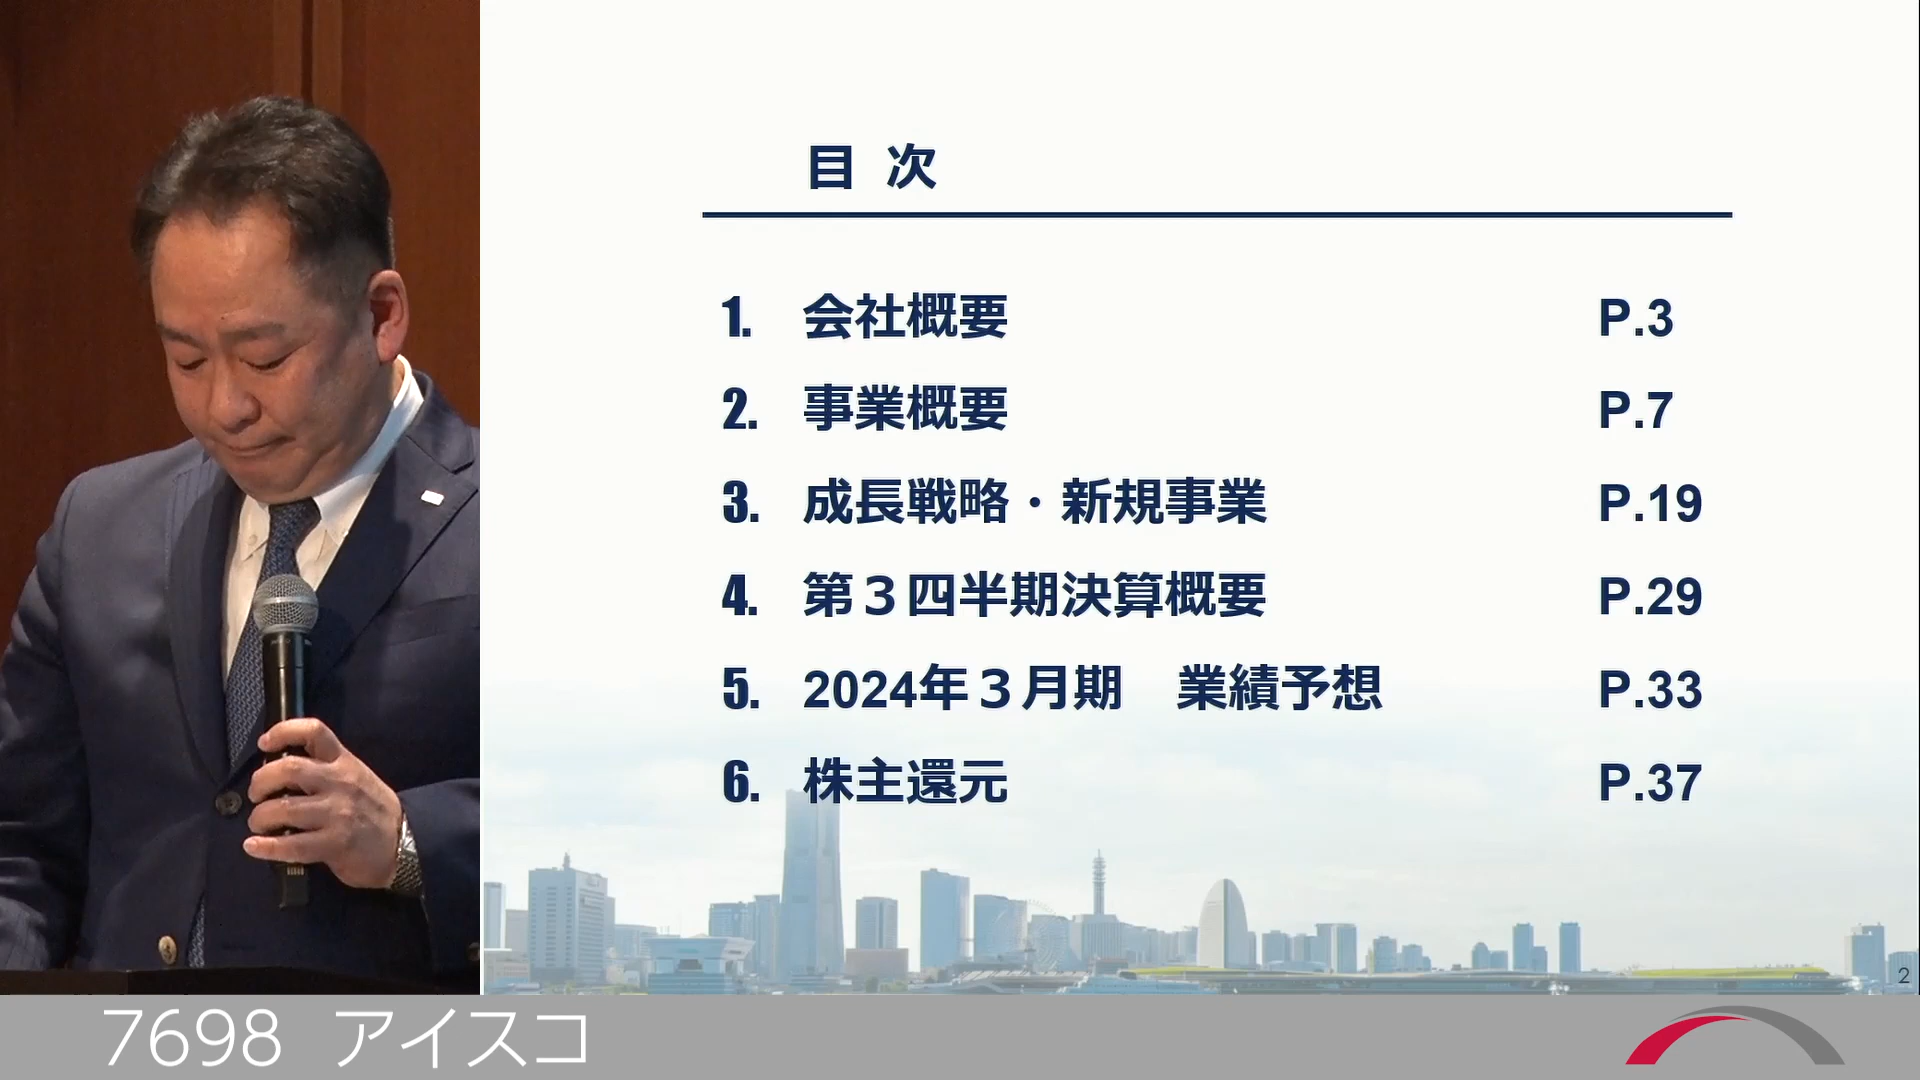 目 次
1. 会社概要 P.3
2. 事業概要 P.7
3. 成長戦略・新規事業 P.19
4. 第３四半期決算概要 P.29
5. 2024年３月期　業績予想 P.33
6. 株主還元 P.37
2
7698 アイスコ